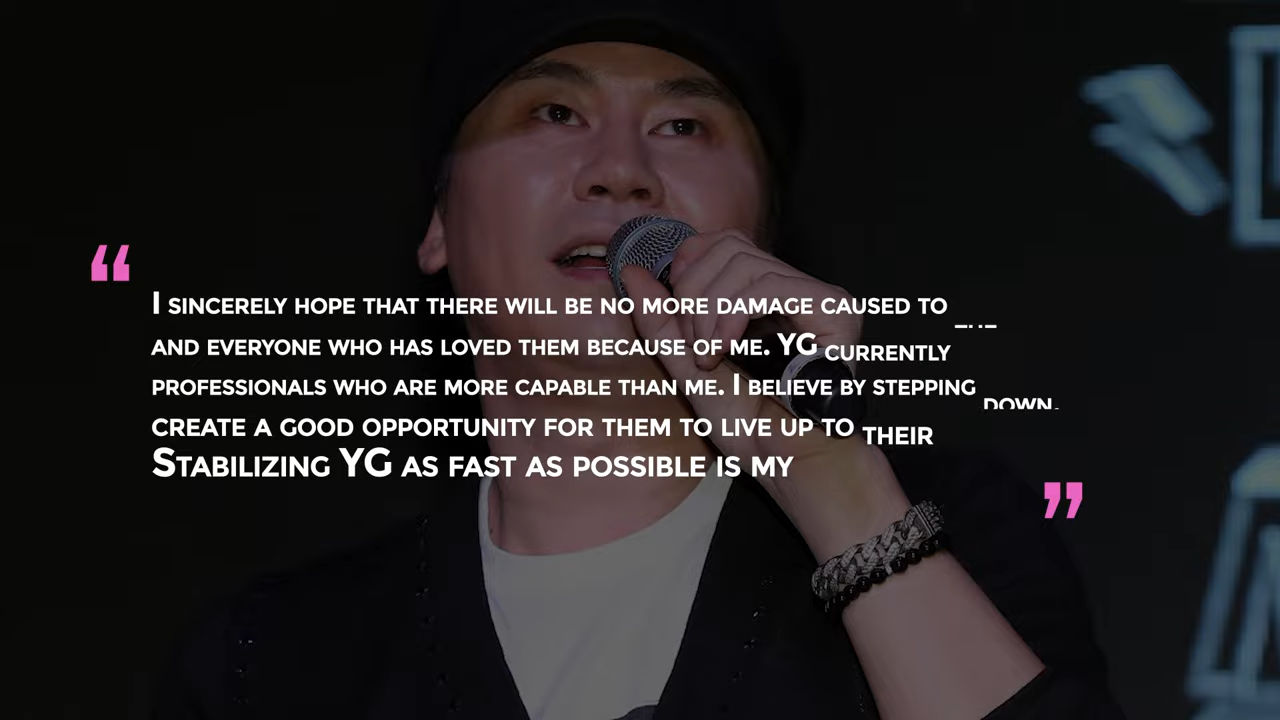 “
I SINCERELY HOPE THAT THERE WILL BE NO MORE DAMAGE CAUSED TO
AND EVERYONE WHO HAS LOVED THEM BECAUSE OF ME. YG CURRENTLY
PROFESSIONALS WHO ARE MORE CAPABLE THAN ME. I BELIEVE BY STEPPING DOWN,
CREATE A GOOD OPPORTUNITY FOR THEM TO LIVE UP TO THEIR
STABILIZING YG AS FAST AS POSSIBLE IS MY
”